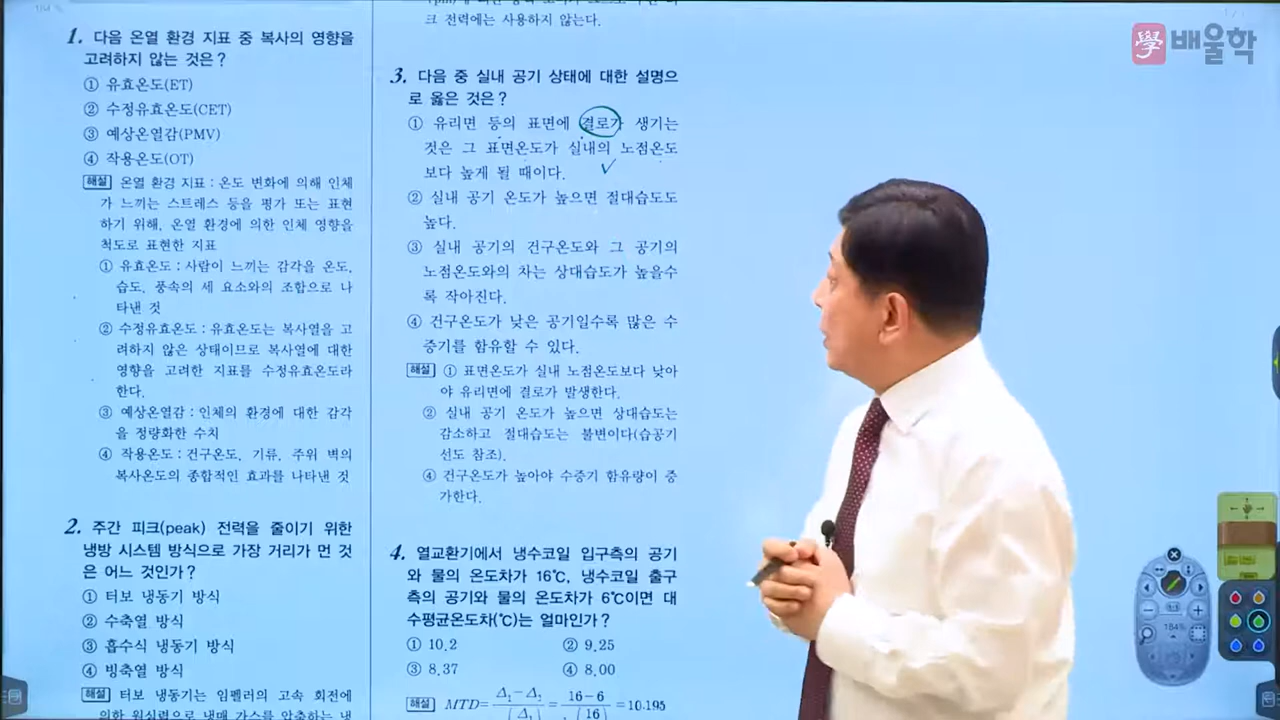 1. 다음 온열 환경 지표 중 복사의 영향을
고려하지 않는 것은?
① 유효온도(ET)
② 수정유효온도(CET)
③ 예상온열감(PMV)
④ 작용온도(OT)
해설 온열 환경 지표 : 온도 변화에 의해 인체
가 느끼는 스트레스 등을 평가 또는 표현
하기 위해, 온열 환경에 의한 인체 영향을
척도로 표현한 지표
① 유효온도 : 사람이 느끼는 감각을 온도,
습도, 풍속의 세 요소와의 조합으로 나
타낸 것
② 수정유효온도 : 유효온도는 복사열을 고
려하지 않은 상태이므로 복사열에 대한
영향을 고려한 지표를 수정유효온도라
한다.
③ 예상온열감 : 인체의 환경에 대한 감각
을 정량화한 수치
④ 작용온도 : 건구온도, 기류, 주위 벽의
복사온도의 종합적인 효과를 나타낸 것
2. 주간 피크(peak) 전력을 줄이기 위한
냉방 시스템 방식으로 가장 거리가 먼 것
은 어느 것인가?
① 터보 냉동기 방식
② 수축열 방식
③ 흡수식 냉동기 방식
④ 빙축열 방식
해설 터보 냉동기는 임펠러의 고속 회전에
의한 원심력으로 냉매 가스를 압축하는 냉
크 전력에는 사용하지 않는다.
3. 다음 중 실내 공기 상태에 대한 설명으
로 옳은 것은?
① 유리면 등의 표면에 결로가 생기는
것은 그 표면온도가 실내의 노점온도
보다 높게 될 때이다.
② 실내 공기 온도가 높으면 절대습도도
높다.
③ 실내 공기의 건구온도와 그 공기의
노점온도와의 차는 상대습도가 높을수
록 작아진다.
④ 건구온도가 낮은 공기일수록 많은 수
증기를 함유할 수 있다.
해설 ① 표면온도가 실내 노점온도보다 낮아
야 유리면에 결로가 발생한다.
② 실내 공기 온도가 높으면 상대습도는
감소하고 절대습도는 불변이다(습공기
선도 참조).
④ 건구온도가 높아야 수증기 함유량이 증
가한다.
4. 열교환기에서 냉수코일 입구측의 공기
와 물의 온도차가 16℃, 냉수코일 출구
측의 공기와 물의 온도차가 6℃이면 대
수평균온도차(℃)는 얼마인가?
① 10.2 ② 9.25
③ 8.37 ④ 8.00
해설 MTD= Δ₁-Δ₂ = 16-6 =10.195
學 배울학
184%